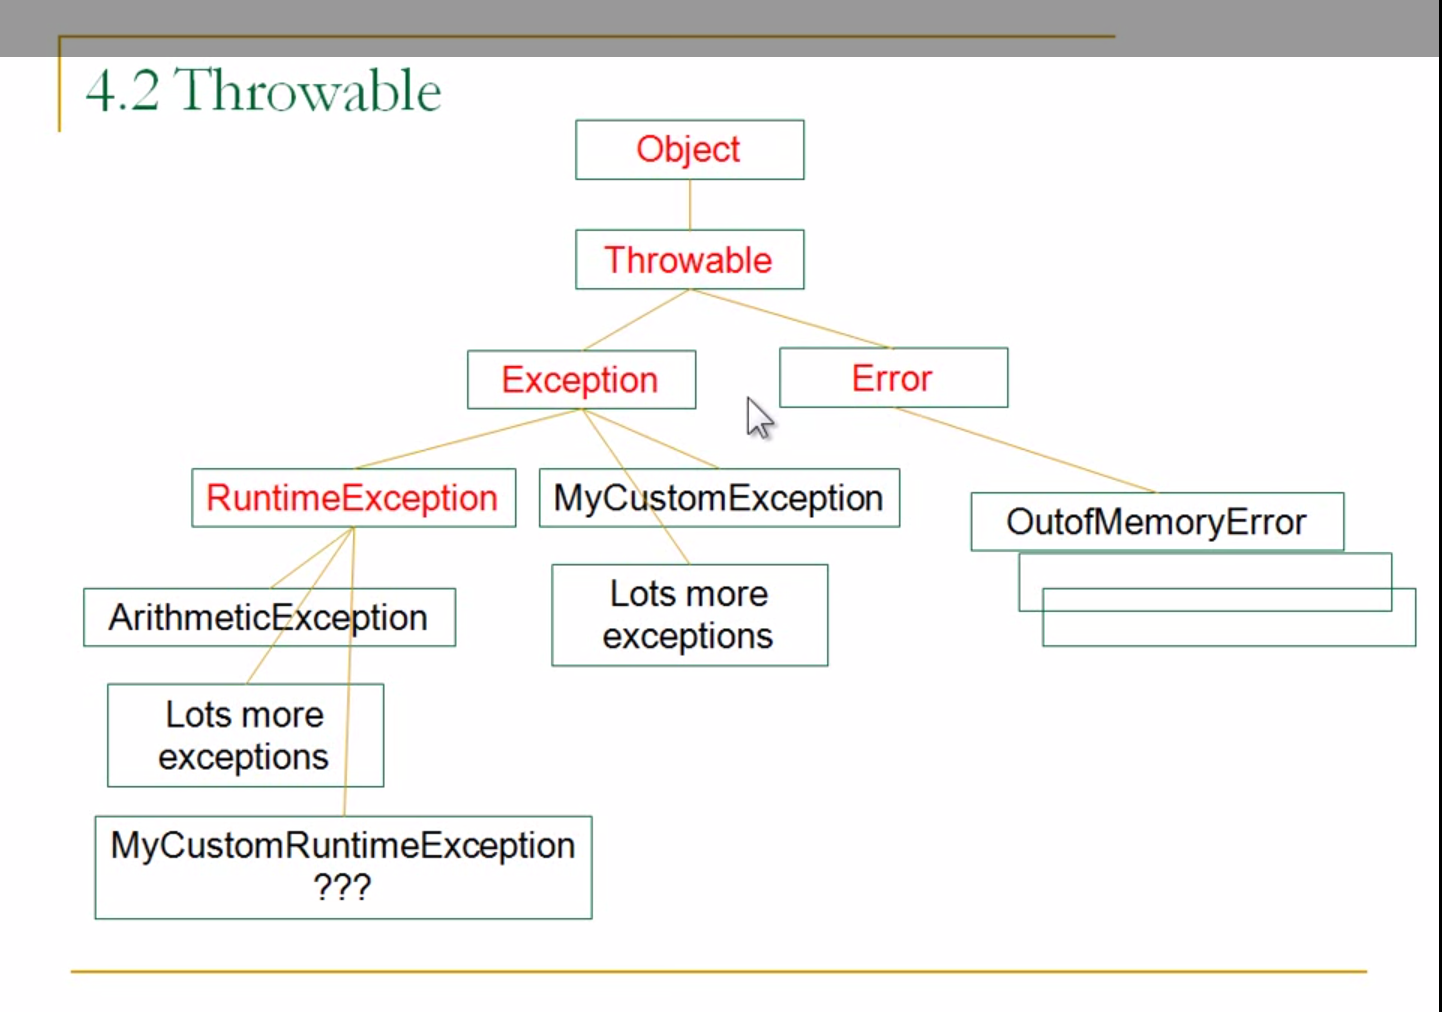 4.2 Throwable
Object
Throwable
Exception
Error
RuntimeException
MyCustomException
OutofMemoryError
ArithmeticException
Lots more
exceptions
Lots more
exceptions
MyCustomRuntimeException
???